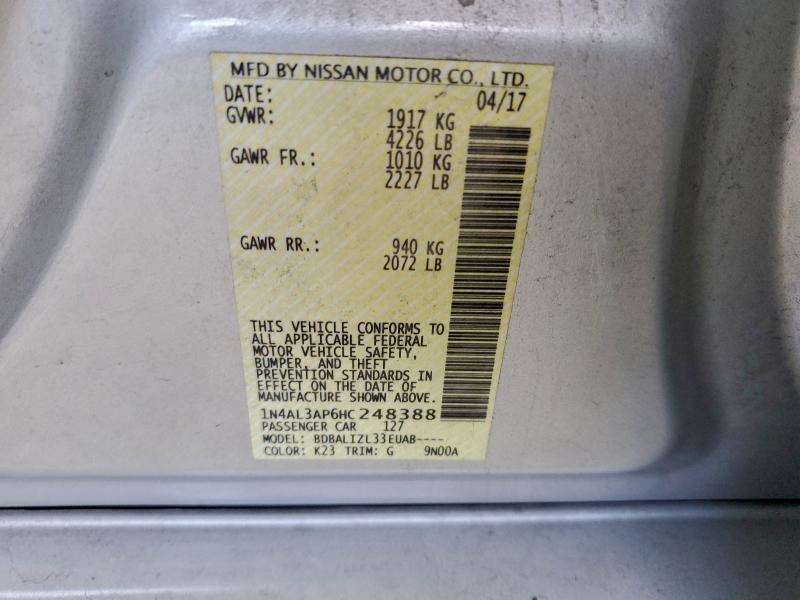 MFD BY NISSAN MOTOR CO., LTD.
DATE: 04/17
GVWR: 1917 KG
4226 LB
GAWR FR.: 1010 KG
2227 LB
GAWR RR.: 940 KG
2072 LB
THIS VEHICLE CONFORMS TO
ALL APPLICABLE FEDERAL
MOTOR VEHICLE SAFETY,
BUMPER, AND THEFT
PREVENTION STANDARDS IN
EFFECT ON THE DATE OF
MANUFACTURE SHOWN ABOVE.
1N4AL3AP6HC248388
PASSENGER CAR 127
MODEL: BDBALIZL33EUAB----
COLOR: K23 TRIM: G 9N00A